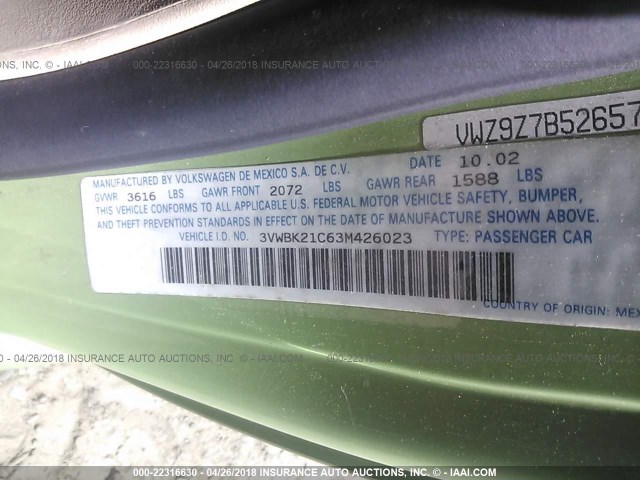 000-22316630 - 04/26/2018 INSURANCE AUTO AUCTIONS, INC. - IAAI.COM
VWZ9Z7B52657
MANUFACTURED BY VOLKSWAGEN DE MEXICO S.A. DE C.V. DATE 10.02
GVWR 3616 LBS GAWR FRONT 2072 LBS GAWR REAR 1588 LBS
THIS VEHICLE CONFORMS TO ALL APPLICABLE U.S. FEDERAL MOTOR VEHICLE SAFETY, BUMPER,
AND THEFT PREVENTION STANDARDS IN EFFECT ON THE DATE OF MANUFACTURE SHOWN ABOVE.
VEHICLE I.D. NO. 3VWBK21C63M426023 TYPE: PASSENGER CAR
COUNTRY OF ORIGIN: MEX
000-22316630 - 04/26/2018 INSURANCE AUTO AUCTIONS, INC. - IAAI.COM